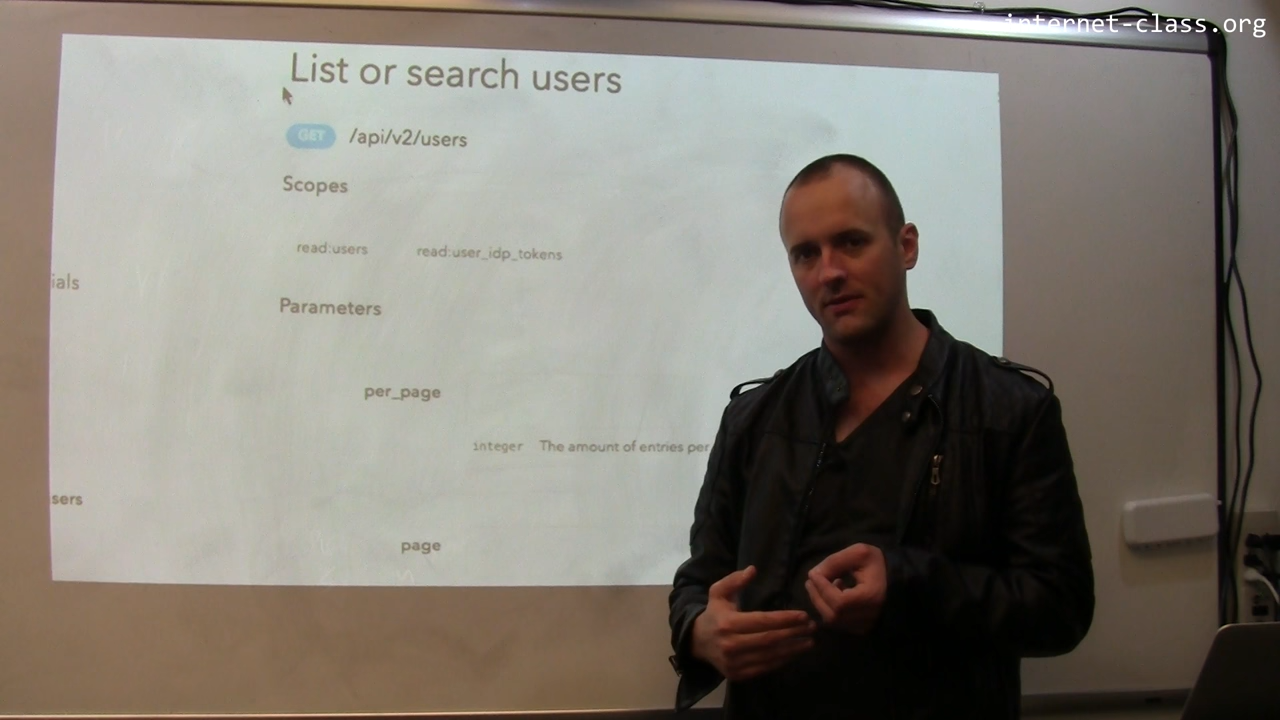 internet-class.org
List or search users
GET /api/v2/users
Scopes
read:users read:user_idp_tokens
ials
Parameters
per_page
integer The amount of entries per
sers
page